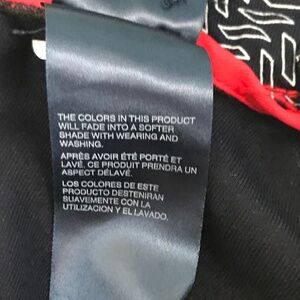 THE COLORS IN THIS PRODUCT
WILL FADE INTO A SOFTER
SHADE WITH WEARING AND
WASHING.
APRÈS AVOIR ÉTÉ PORTÉ ET
LAVÉ, CE PRODUIT PRENDRA UN
ASPECT DÉLAVÉ.
LOS COLORES DE ESTE
PRODUCTO DESTENIRAN
SUAVEMENTE CON LA
UTILIZACION Y EL LAVADO.